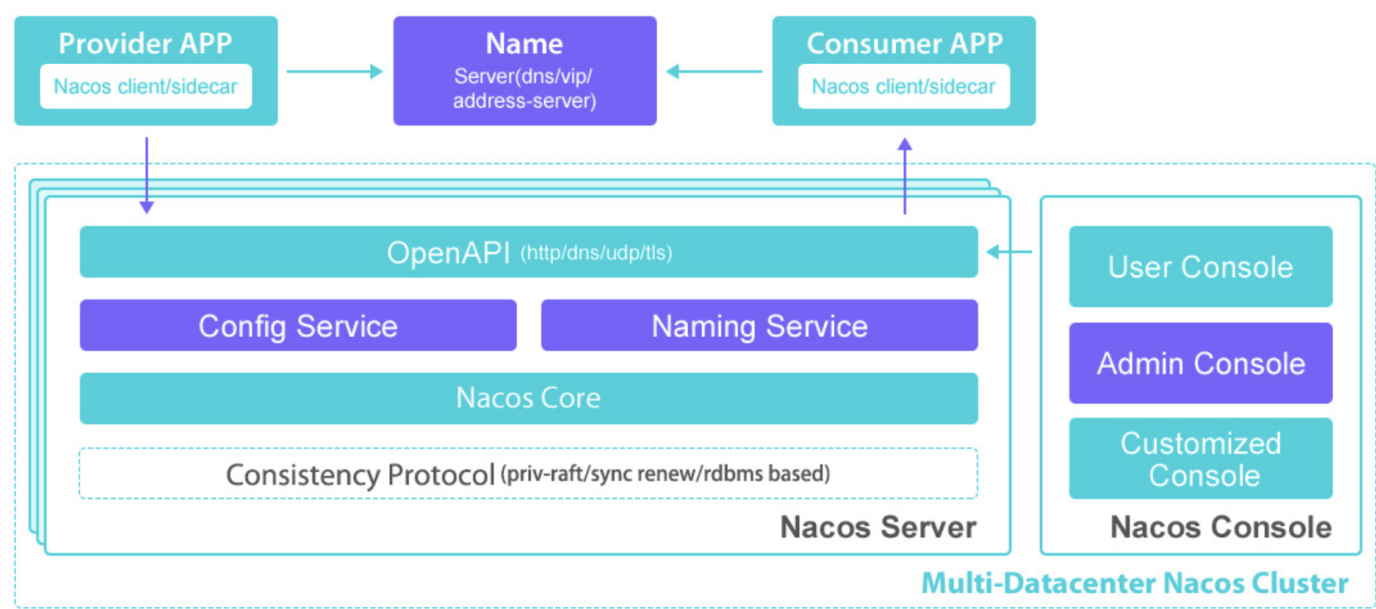 Provider APP
Nacos client/sidecar
Name
Server(dns/vip/
address-server)
Consumer APP
Nacos client/sidecar
OpenAPI (http/dns/udp/tls)
Config Service
Naming Service
Nacos Core
Consistency Protocol (priv-raft/sync renew/rdbms based)
Nacos Server
User Console
Admin Console
Customized
Console
Nacos Console
Multi-Datacenter Nacos Cluster